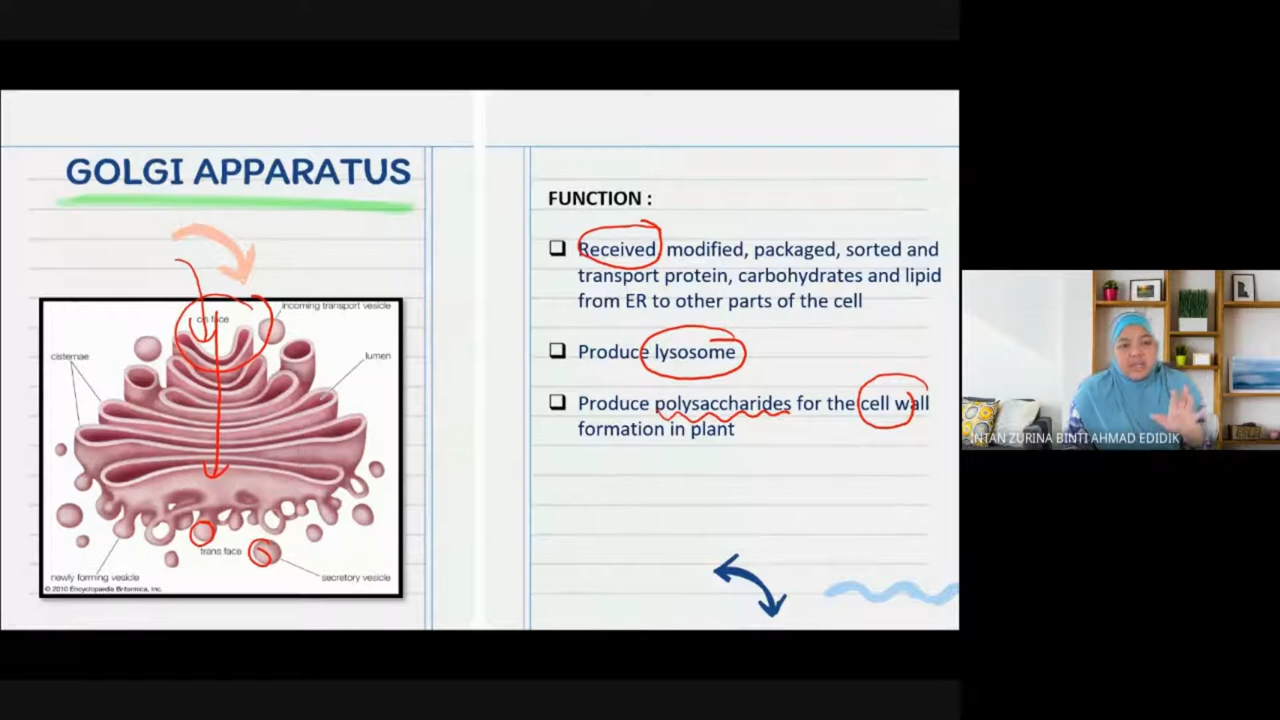 GOLGI APPARATUS
incoming transport vesicle
cis face
cisternae
lumen
trans face
newly forming vesicle
secretory vesicle
© 2010 Encyclopædia Britannica, Inc.
FUNCTION :
Received, modified, packaged, sorted and
transport protein, carbohydrates and lipid
from ER to other parts of the cell
Produce lysosome
Produce polysaccharides for the cell wall
formation in plant
INTAN ZURINA BINTI AHMAD EDIDIK